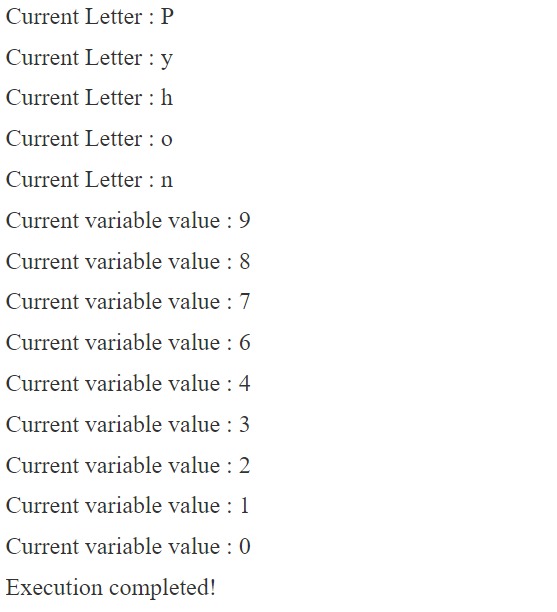 Current Letter : P
Current Letter : y
Current Letter : h
Current Letter : o
Current Letter : n
Current variable value : 9
Current variable value : 8
Current variable value : 7
Current variable value : 6
Current variable value : 4
Current variable value : 3
Current variable value : 2
Current variable value : 1
Current variable value : 0
Execution completed!